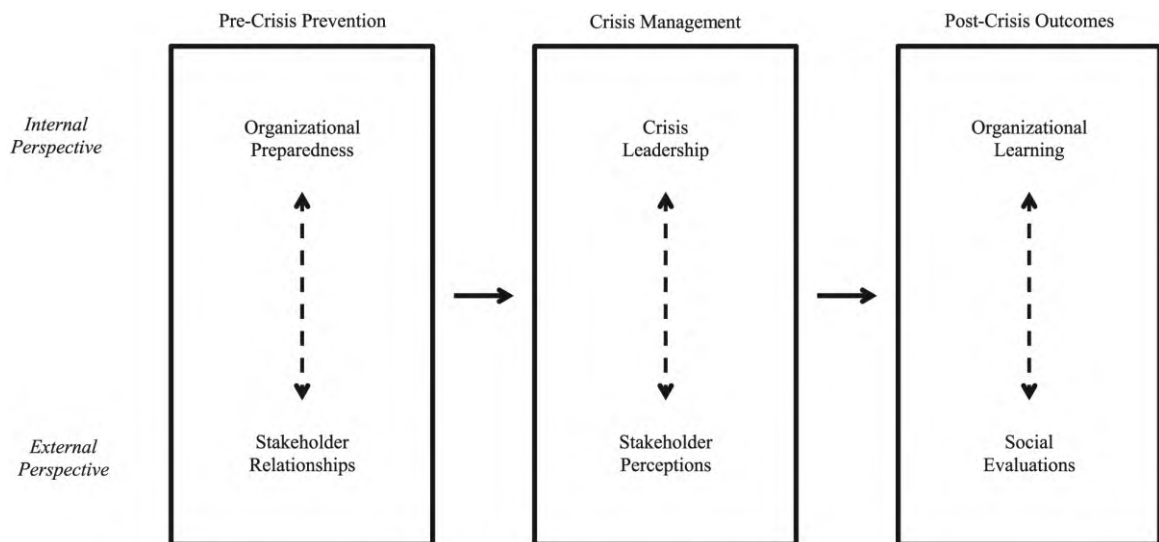 Pre-Crisis Prevention
Crisis Management
Post-Crisis Outcomes
Internal
Perspective
Organizational
Preparedness
Crisis
Leadership
Organizational
Learning
External
Perspective
Stakeholder
Relationships
Stakeholder
Perceptions
Social
Evaluations